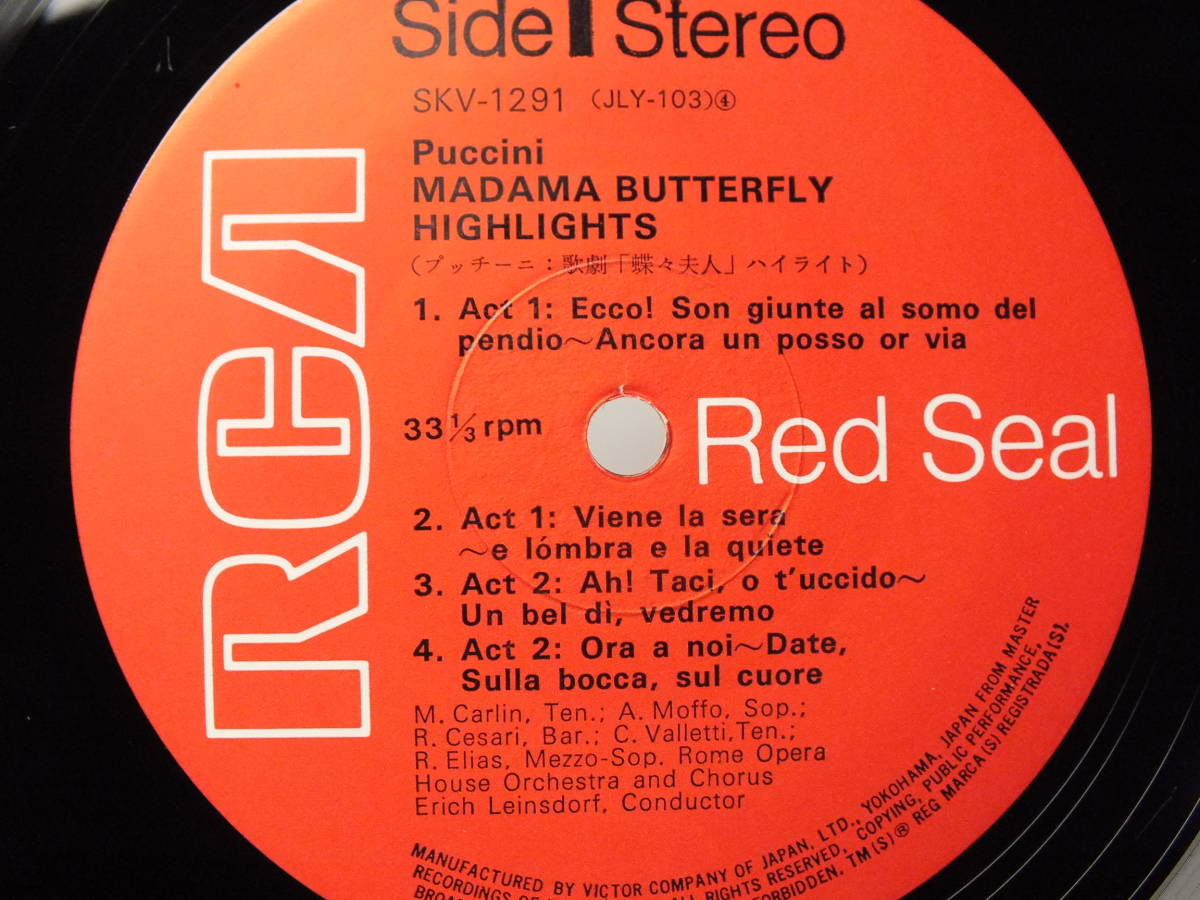 Side 1 Stereo
SKV-1291 (JLY-103)④
Puccini
MADAMA BUTTERFLY
HIGHLIGHTS
(プッチーニ:歌劇「蝶々夫人」ハイライト)
1. Act 1: Ecco! Son giunte al somo del
pendio~Ancora un posso or via
33⅓rpm
RCA
Red Seal
2. Act 1: Viene la sera
~e lómbra e la quiete
3. Act 2: Ah! Taci, o t'uccido~
Un bel dì, vedremo
4. Act 2: Ora a noi~Date,
Sulla bocca, sul cuore
M. Carlin, Ten.; A. Moffo, Sop.;
R. Cesari, Bar.; C. Valletti,Ten.;
R. Elias, Mezzo-Sop. Rome Opera
House Orchestra and Chorus
Erich Leinsdorf, Conductor
MANUFACTURED BY VICTOR COMPANY OF JAPAN, LTD., YOKOHAMA, JAPAN FROM MASTER
RECORDINGS OF ALL RIGHTS RESERVED, COPYING, PUBLIC PERFORMANCE,
FORBIDDEN. TM(S)® REG MARCA(S) REGISTRADA(S).